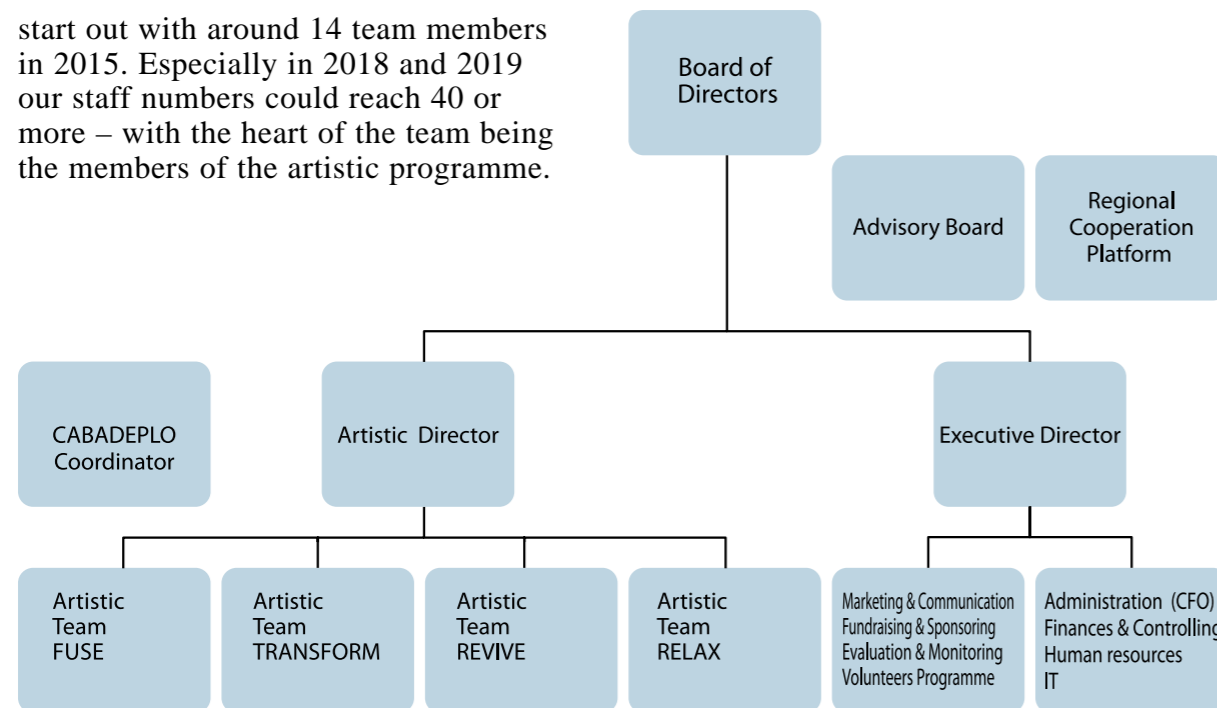 start out with around 14 team members
in 2015. Especially in 2018 and 2019
our staff numbers could reach 40 or
more – with the heart of the team being
the members of the artistic programme.
Board of
Directors
Advisory Board
Regional
Cooperation
Platform
CABADEPLO
Coordinator
Artistic Director
Executive Director
Artistic
Team
FUSE
Artistic
Team
TRANSFORM
Artistic
Team
REVIVE
Artistic
Team
RELAX
Marketing & Communication
Fundraising & Sponsoring
Evaluation & Monitoring
Volunteers Programme
Administration (CFO)
Finances & Controlling
Human resources
IT